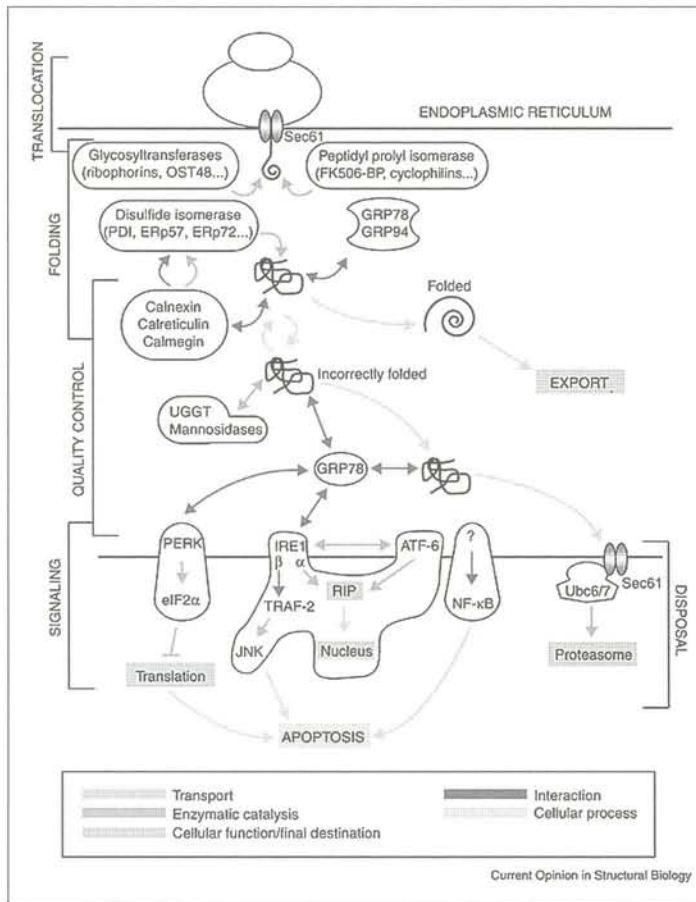 TRANSLOCATION
ENDOPLASMIC RETICULUM
Sec61
Glycosyltransferases
(ribophorins, OST48...)
Peptidyl prolyl isomerase
(FK506-BP, cyclophilins...)
FOLDING
Disulfide isomerase
(PDI, ERp57, ERp72...)
GRP78
GRP94
Calnexin
Calreticulin
Calmegin
Folded
EXPORT
QUALITY CONTROL
Incorrectly folded
UGGT
Mannosidases
GRP78
SIGNALING
PERK
eIF2α
Translation
IRE1
β α
TRAF-2
JNK
RIP
Nucleus
ATF-6
?
NF-κB
Sec61
Ubc6/7
Proteasome
DISPOSAL
APOPTOSIS
Transport
Enzymatic catalysis
Cellular function/final destination
Interaction
Cellular process
Current Opinion in Structural Biology